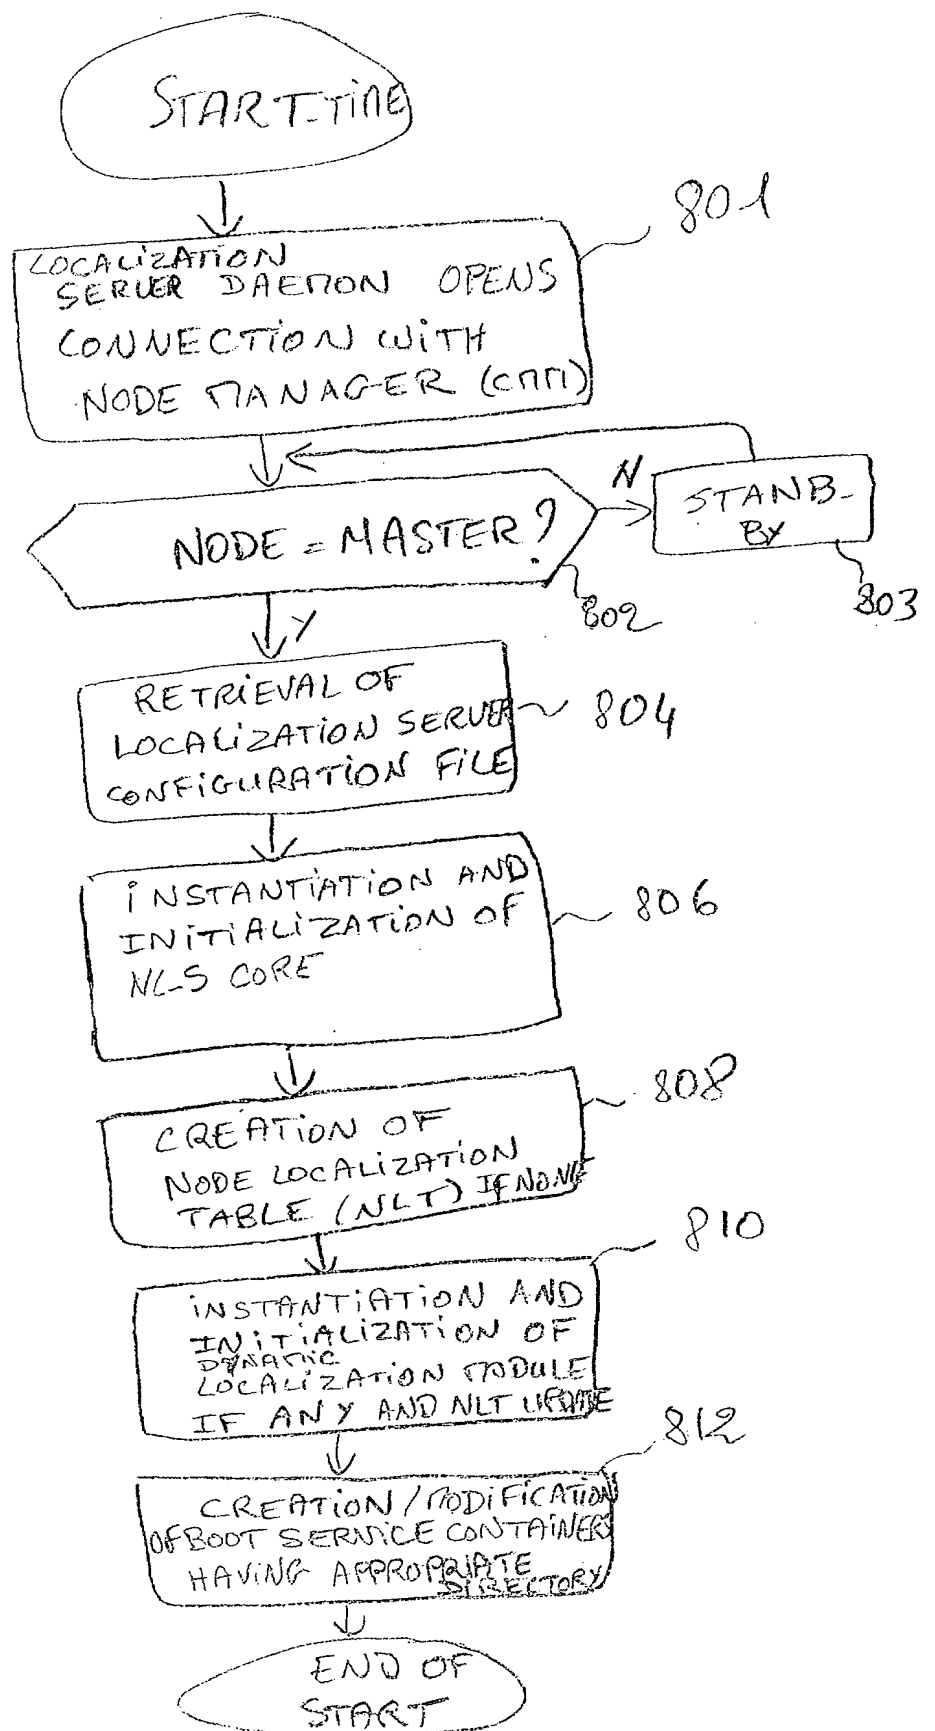 START-TIME
801
LOCALIZATION
SERVER DAEMON OPENS
CONNECTION WITH
NODE MANAGER (CMM)
N
STANB-
BY
NODE = MASTER?
802
803
Y
RETRIEVAL OF
LOCALIZATION SERVER
CONFIGURATION FILE
804
INSTANTIATION AND
INITIALIZATION OF
NLS CORE
806
808
CREATION OF
NODE LOCALIZATION
TABLE (NLT) IF NONE
810
INSTANTIATION AND
INITIALIZATION OF
DYNAMIC
LOCALIZATION MODULE
IF ANY AND NLT UPDATE
812
CREATION/MODIFICATION
OF BOOT SERVICE CONTAINERS
HAVING APPROPRIATE
DIRECTORY
END OF
START